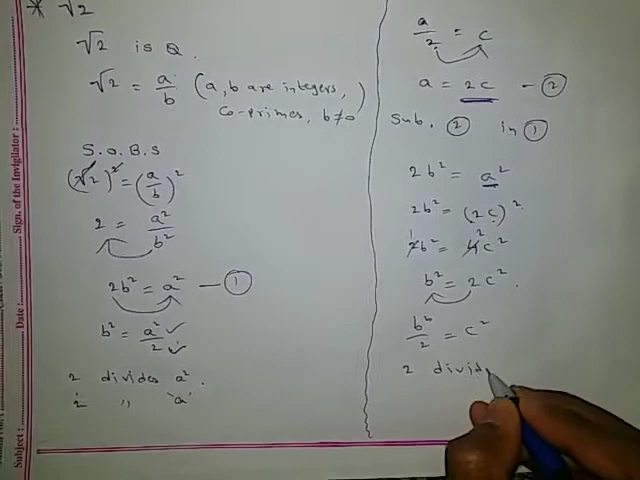 * √2
√2 is Q.
√2 = a/b (a, b are integers,
Co-primes, b≠0)
S.O.B.S
(√2)² = (a/b)²
2 = a²/b²
2b² = a² — ①
b² = a²/2
2 divides a².
2 ,, 'a'
a/2 = c
a = 2c — ②
Sub. ② in ①
2b² = a²
2b² = (2c)²
2b² = 4c²
b² = 2c².
b²/2 = c²
2 divid
Subject :
Date :
Sign. of the Invigilator :